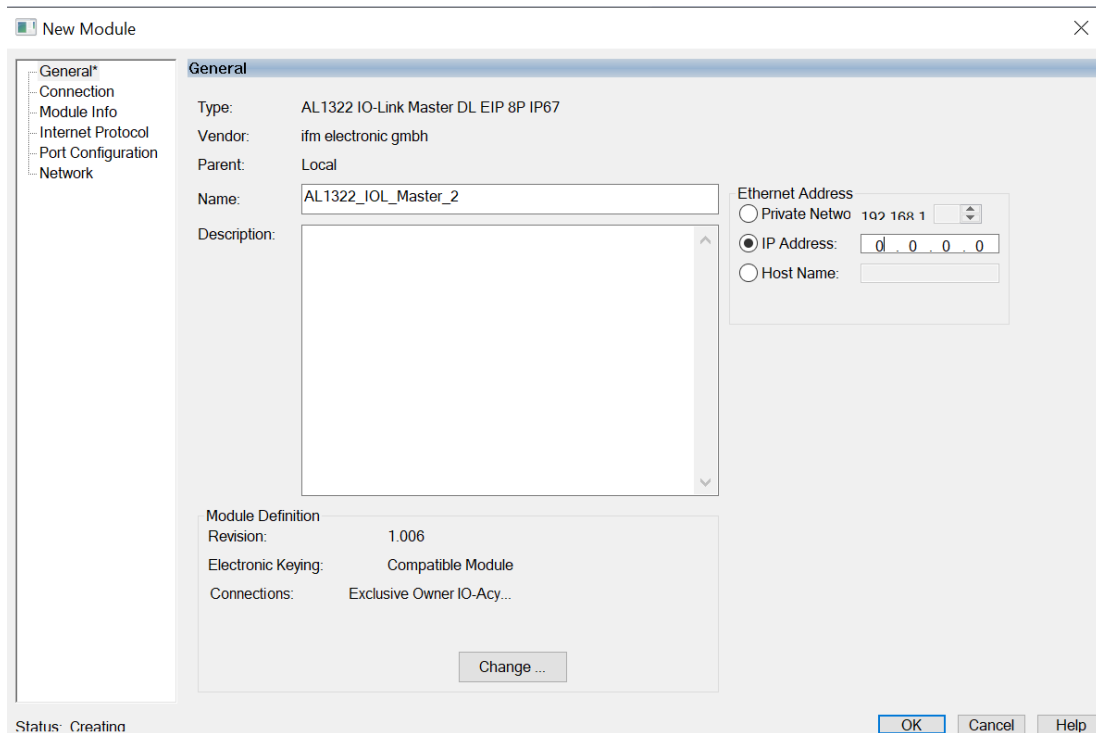 New Module
General*
Connection
Module Info
Internet Protocol
Port Configuration
Network
General
Type: AL1322 IO-Link Master DL EIP 8P IP67
Vendor: ifm electronic gmbh
Parent: Local
Name: AL1322_IOL_Master_2
Description:
Ethernet Address
Private Netwo 192.168.1
IP Address: 0 . 0 . 0 . 0
Host Name:
Module Definition
Revision: 1.006
Electronic Keying: Compatible Module
Connections: Exclusive Owner IO-Acy...
Change ...
Status: Creating
OK Cancel Help